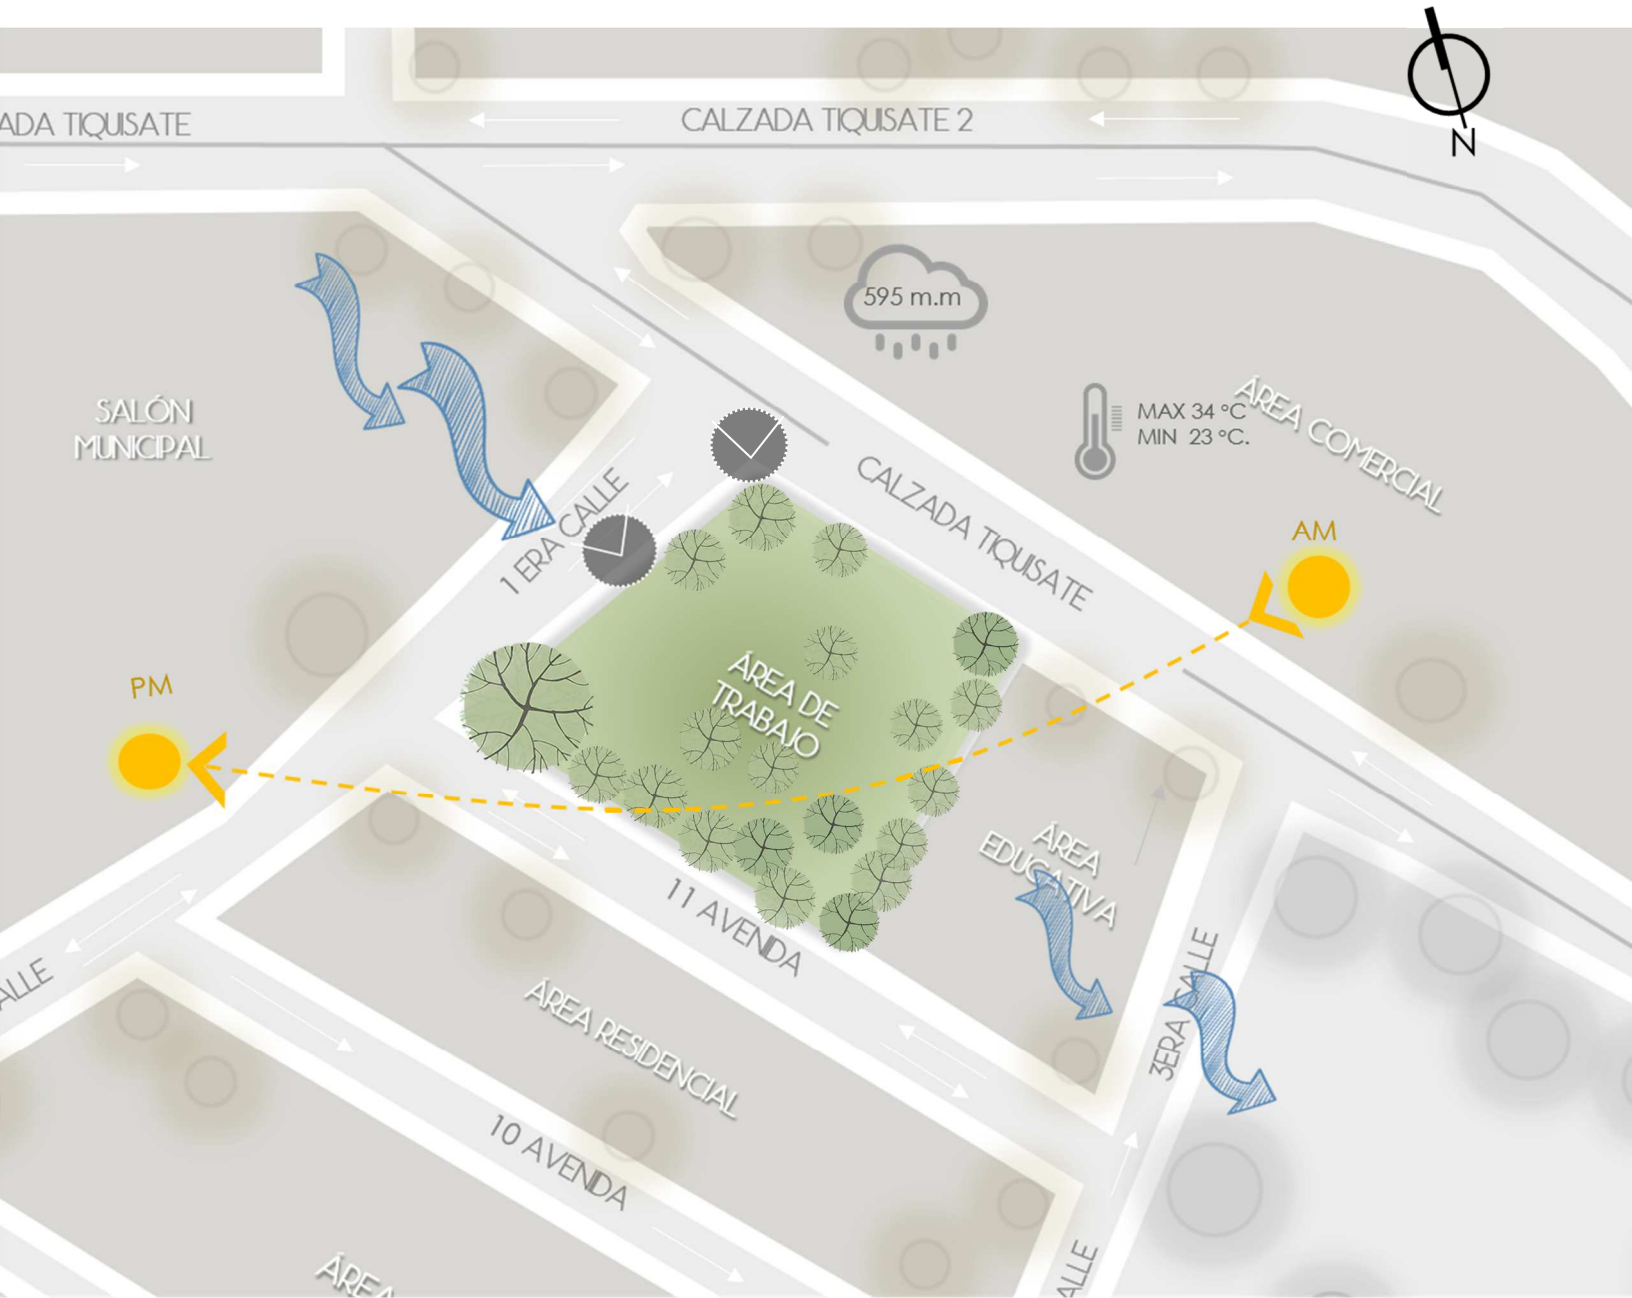 N
ADA TIQUISATE
CALZADA TIQUISATE 2
595 m.m
MAX 34 °C
MIN 23 °C.
ÁREA COMERCIAL
SALÓN
MUNICIPAL
1 ERA CALLE
CALZADA TIQUISATE
AM
PM
ÁREA DE
TRABAJO
ÁREA
EDUCATIVA
11 AVENIDA
3ERA CALLE
ALLE
ÁREA RESIDENCIAL
10 AVENIDA
ALLE
ÁREA